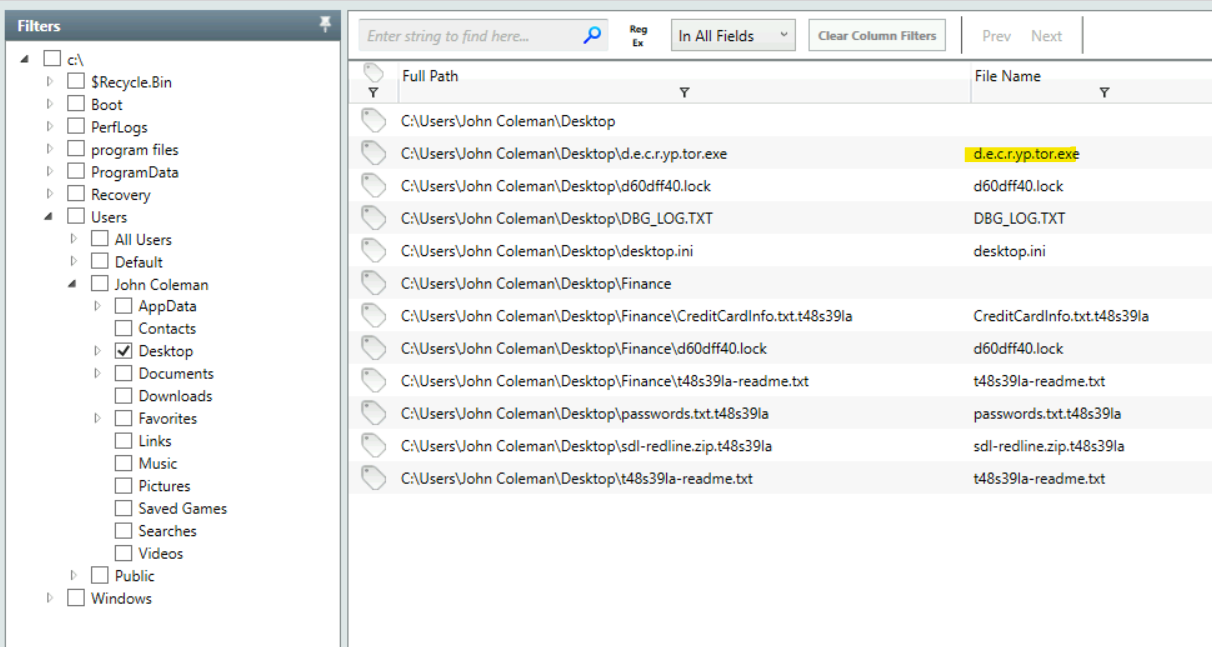 Filters
c:\
$Recycle.Bin
Boot
PerfLogs
program files
ProgramData
Recovery
Users
All Users
Default
John Coleman
AppData
Contacts
Desktop
Documents
Downloads
Favorites
Links
Music
Pictures
Saved Games
Searches
Videos
Public
Windows
Enter string to find here... Reg Ex In All Fields Clear Column Filters Prev Next
Full Path File Name
C:\Users\John Coleman\Desktop
C:\Users\John Coleman\Desktop\d.e.c.r.yp.tor.exe d.e.c.r.yp.tor.exe
C:\Users\John Coleman\Desktop\d60dff40.lock d60dff40.lock
C:\Users\John Coleman\Desktop\DBG_LOG.TXT DBG_LOG.TXT
C:\Users\John Coleman\Desktop\desktop.ini desktop.ini
C:\Users\John Coleman\Desktop\Finance
C:\Users\John Coleman\Desktop\Finance\CreditCardInfo.txt.t48s39la CreditCardInfo.txt.t48s39la
C:\Users\John Coleman\Desktop\Finance\d60dff40.lock d60dff40.lock
C:\Users\John Coleman\Desktop\Finance\t48s39la-readme.txt t48s39la-readme.txt
C:\Users\John Coleman\Desktop\passwords.txt.t48s39la passwords.txt.t48s39la
C:\Users\John Coleman\Desktop\sdl-redline.zip.t48s39la sdl-redline.zip.t48s39la
C:\Users\John Coleman\Desktop\t48s39la-readme.txt t48s39la-readme.txt